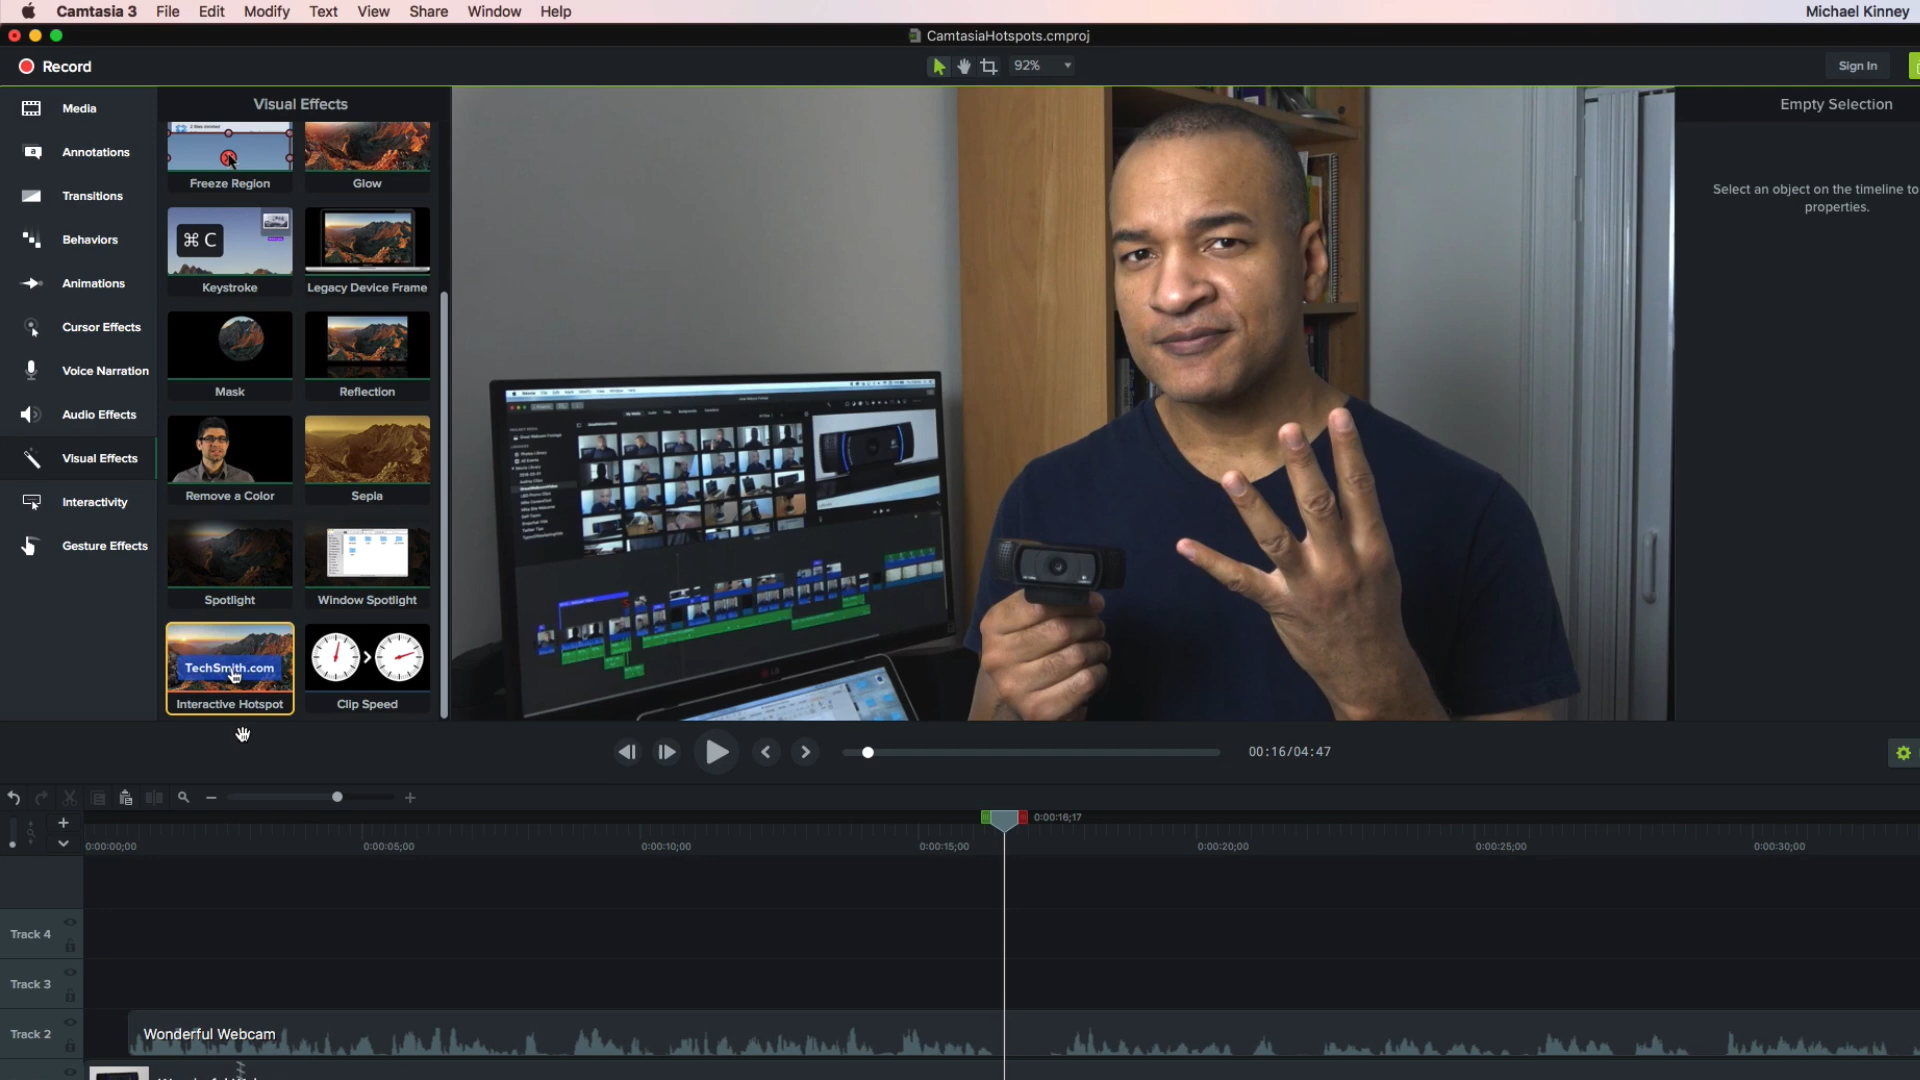 Camtasia 3 File Edit Modify Text View Share Window Help
Michael Kinney
CamtasiaHotspots.cmproj
Record
92%
Sign In
Media
Annotations
Transitions
Behaviors
Animations
Cursor Effects
Voice Narration
Audio Effects
Visual Effects
Interactivity
Gesture Effects
Visual Effects
Freeze Region
Glow
⌘ C
Keystroke
Legacy Device Frame
Mask
Reflection
Remove a Color
Sepia
Spotlight
Window Spotlight
TechSmith.com
Interactive Hotspot
Clip Speed
Empty Selection
Select an object on the timeline to
properties.
00:16/04:47
0:00:16;17
0:00:00;00
0:00:05;00
0:00:10;00
0:00:15;00
0:00:20;00
0:00:25;00
0:00:30;00
Track 4
Track 3
Track 2
Wonderful Webcam